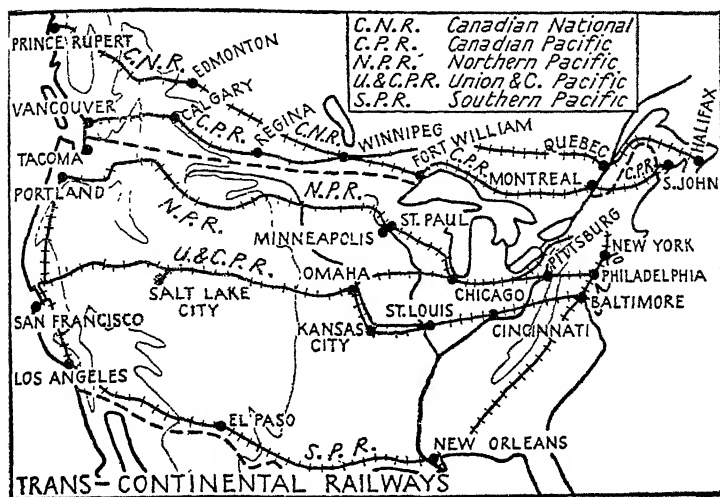 C.N.R. Canadian National
C.P.R. Canadian Pacific
N.P.R. Northern Pacific
U.&C.P.R. Union & C. Pacific
S.P.R. Southern Pacific
PRINCE RUPERT
C.N.R.
EDMONTON
VANCOUVER
CALGARY
C.P.R.
REGINA
C.N.R.
WINNIPEG
FORT WILLIAM
C.P.R.
QUEBEC
HALIFAX
TACOMA
MONTREAL
C.P.R.
S.JOHN
PORTLAND
N.P.R.
N.P.R.
ST.PAUL
MINNEAPOLIS
PITTSBURG
NEW YORK
U.&C.P.R.
OMAHA
CHICAGO
PHILADELPHIA
SALT LAKE
CITY
BALTIMORE
SAN FRANCISCO
KANSAS
CITY
ST.LOUIS
CINCINNATI
LOS ANGELES
EL PASO
S.P.R.
NEW ORLEANS
TRANS-CONTINENTAL RAILWAYS